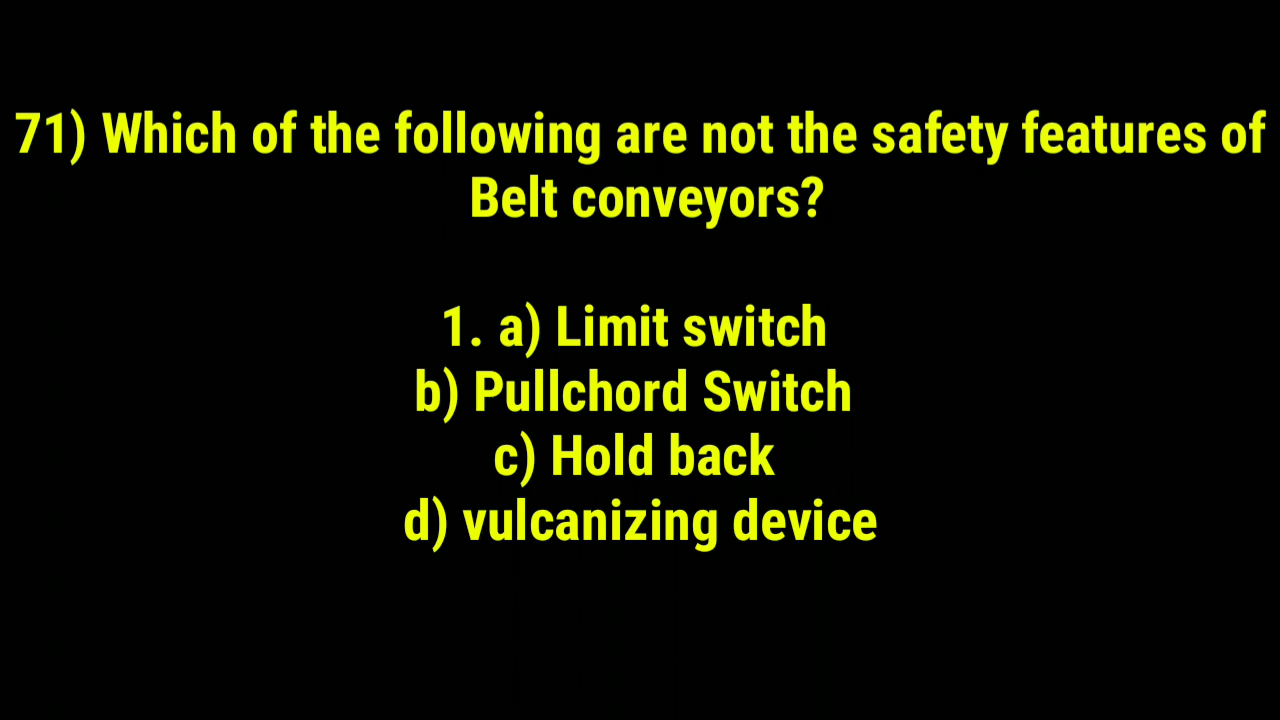 71) Which of the following are not the safety features of
Belt conveyors?
1. a) Limit switch
b) Pullchord Switch
c) Hold back
d) vulcanizing device